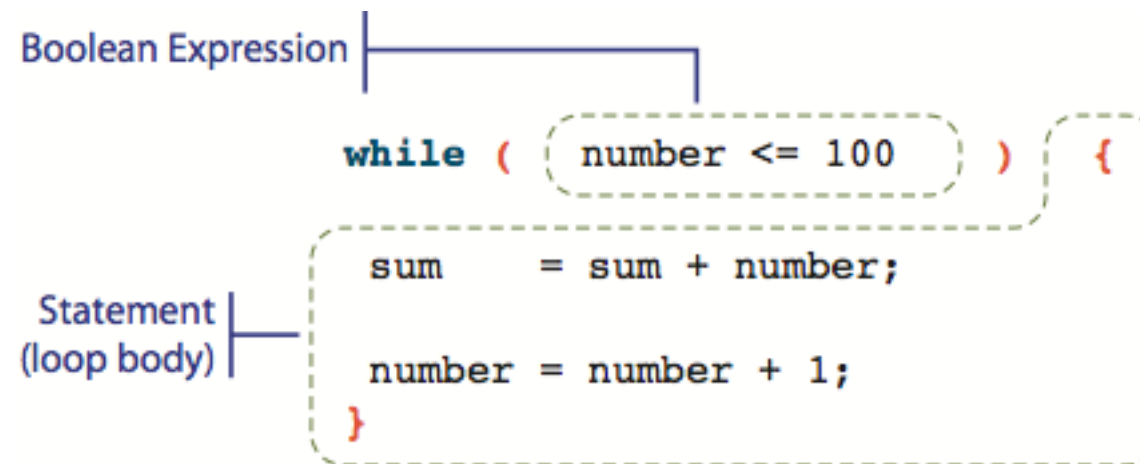 Boolean Expression
while ( number <= 100 ) {
sum = sum + number;
Statement
(loop body)
number = number + 1;
}